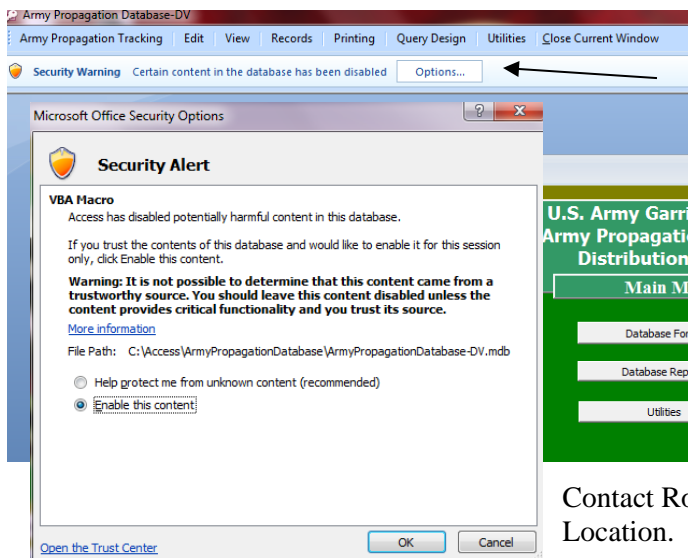 Army Propagation Database-DV
Army Propagation Tracking Edit View Records Printing Query Design Utilities Close Current Window
Security Warning Certain content in the database has been disabled Options...
Microsoft Office Security Options
Security Alert
VBA Macro
Access has disabled potentially harmful content in this database.
If you trust the contents of this database and would like to enable it for this session
only, click Enable this content.
Warning: It is not possible to determine that this content came from a
trustworthy source. You should leave this content disabled unless the
content provides critical functionality and you trust its source.
More information
File Path: C:\Access\ArmyPropagationDatabase\ArmyPropagationDatabase-DV.mdb
Help protect me from unknown content (recommended)
Enable this content
Open the Trust Center
OK Cancel
U.S. Army Garri
Army Propagati
Distribution
Main M
Database For
Database Rep
Utilities
Contact Ro
Location.